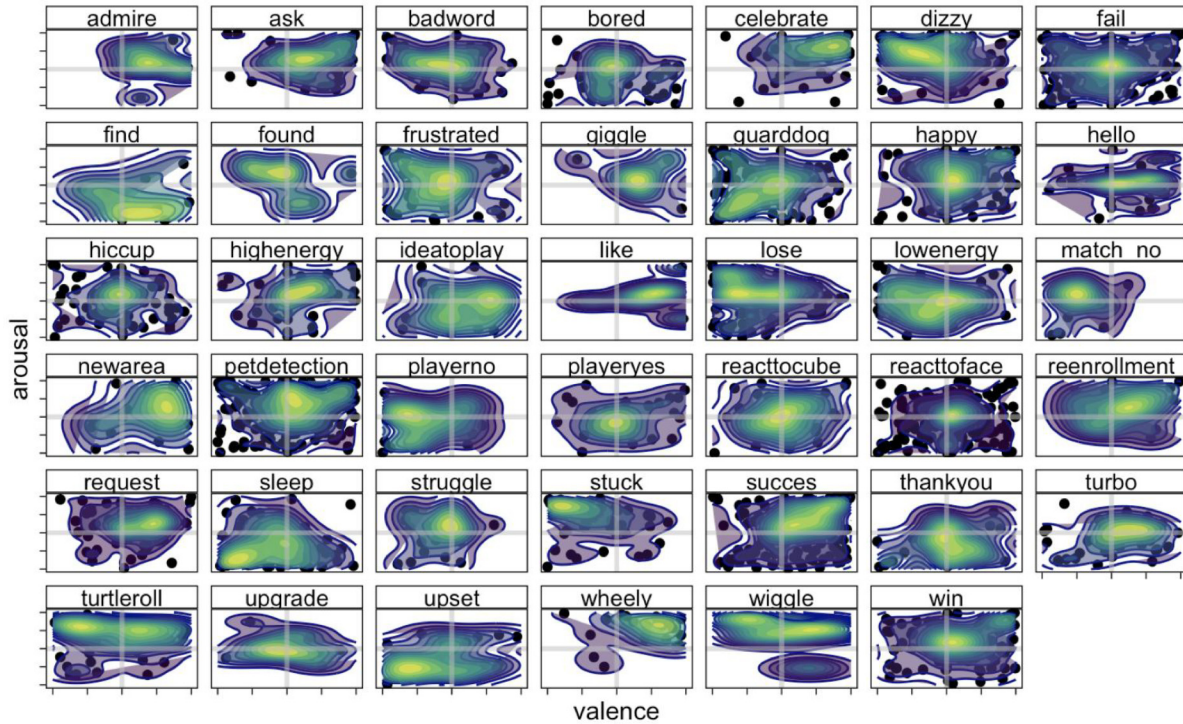 admire ask badword bored celebrate dizzy fail
find found frustrated giggle guarddog happy hello
hiccup highenergy ideatoplay like lose lowenergy match no
newarea petdetection playerno playeryes reacttocube reacttoface reenrollment
request sleep struggle stuck succes thankyou turbo
turtleroll upgrade upset wheely wiggle win
arousal
valence